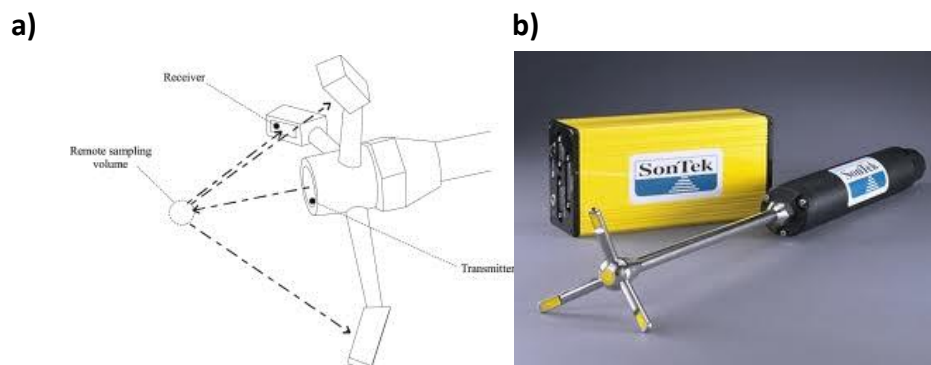 a)
b)
Receiver
Remote sampling
volume
Transmitter
SonTek
SonTek